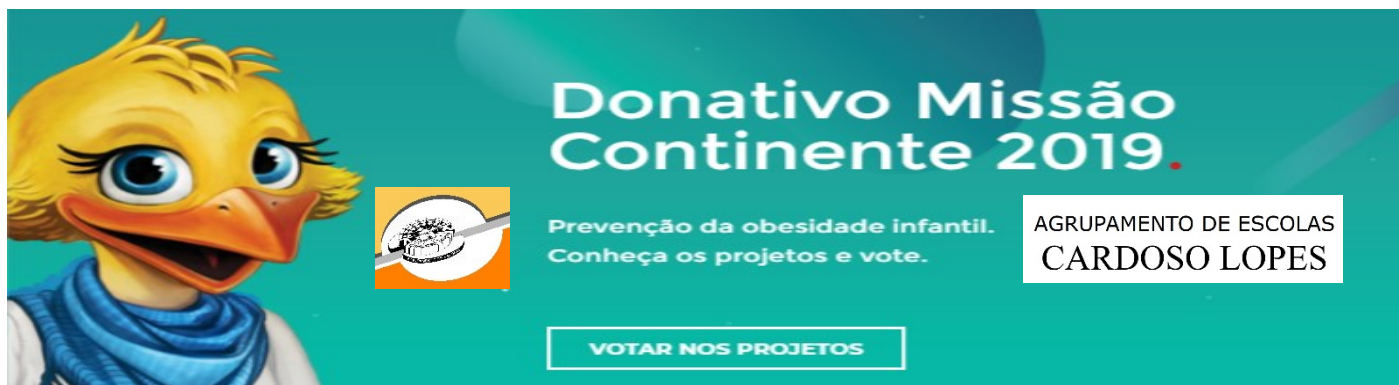 Donativo Missão
Continente 2019.
Prevenção da obesidade infantil.
Conheça os projetos e vote.
VOTAR NOS PROJETOS
AGRUPAMENTO DE ESCOLAS
CARDOSO LOPES